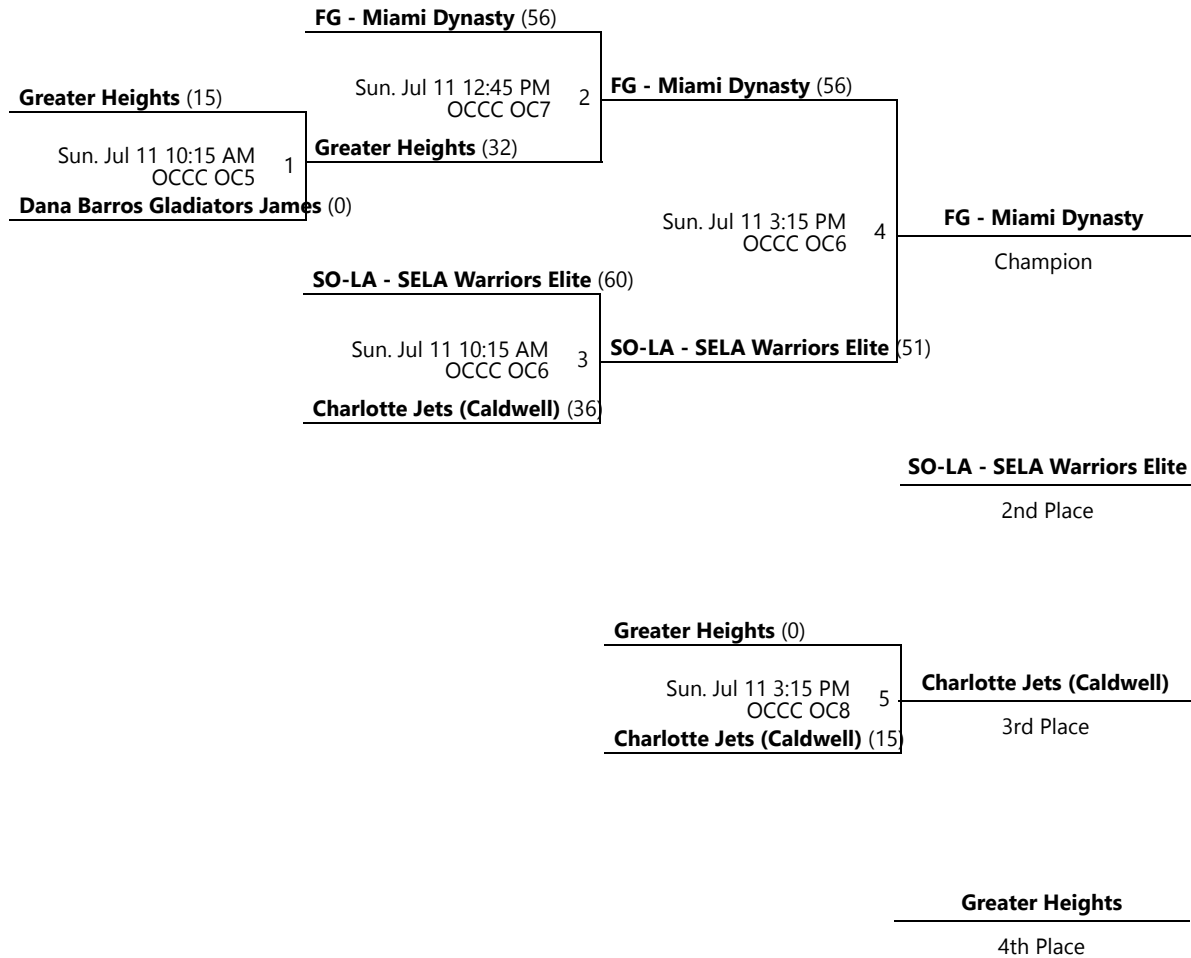 FG - Miami Dynasty (56)
Sun. Jul 11 12:45 PM
OCCC OC7
2
FG - Miami Dynasty (56)
Greater Heights (15)
Sun. Jul 11 10:15 AM
OCCC OC5
1
Greater Heights (32)
Dana Barros Gladiators James (0)
Sun. Jul 11 3:15 PM
OCCC OC6
4
FG - Miami Dynasty
Champion
SO-LA - SELA Warriors Elite (60)
Sun. Jul 11 10:15 AM
OCCC OC6
3
SO-LA - SELA Warriors Elite (51)
Charlotte Jets (Caldwell) (36)
SO-LA - SELA Warriors Elite
2nd Place
Greater Heights (0)
Sun. Jul 11 3:15 PM
OCCC OC8
5
Charlotte Jets (Caldwell)
3rd Place
Charlotte Jets (Caldwell) (15)
Greater Heights
4th Place